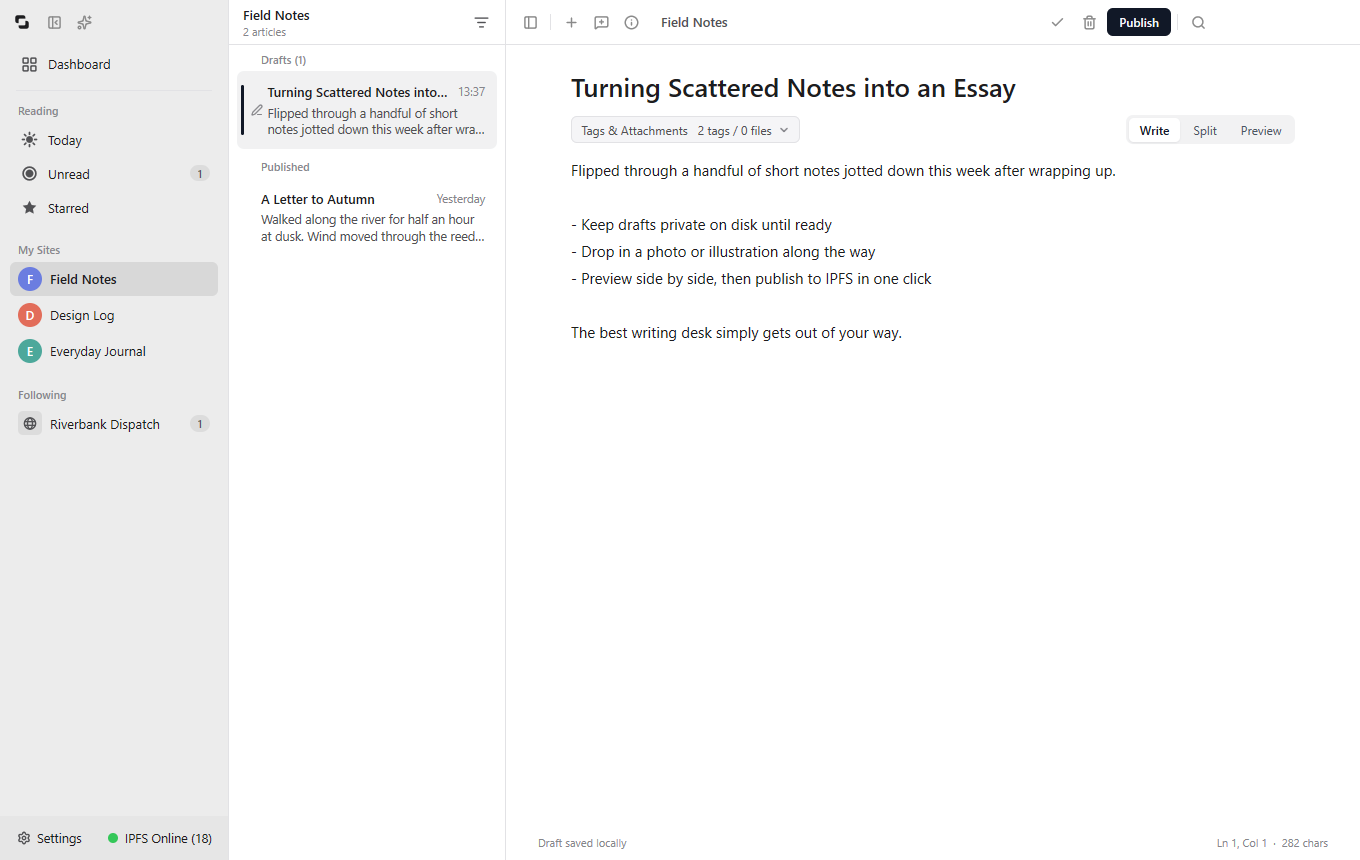 Dashboard
Reading
Today
Unread 1
Starred
My Sites
F Field Notes
D Design Log
E Everyday Journal
Following
Riverbank Dispatch 1
Settings
IPFS Online (18)
Field Notes
2 articles
Drafts (1)
Turning Scattered Notes into... 13:37
Flipped through a handful of short
notes jotted down this week after wra...
Published
A Letter to Autumn Yesterday
Walked along the river for half an hour
at dusk. Wind moved through the reed...
Field Notes
Publish
Turning Scattered Notes into an Essay
Tags & Attachments 2 tags / 0 files
Write Split Preview
Flipped through a handful of short notes jotted down this week after wrapping up.
- Keep drafts private on disk until ready
- Drop in a photo or illustration along the way
- Preview side by side, then publish to IPFS in one click
The best writing desk simply gets out of your way.
Draft saved locally
Ln 1, Col 1 · 282 chars